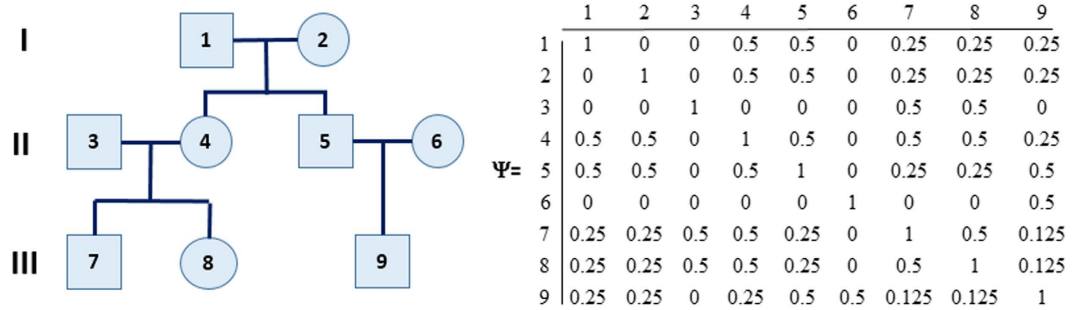 I 1 2
II 3 4 5 6
III 7 8 9
1 2 3 4 5 6 7 8 9
1 1 0 0 0.5 0.5 0 0.25 0.25 0.25
2 0 1 0 0.5 0.5 0 0.25 0.25 0.25
3 0 0 1 0 0 0 0.5 0.5 0
4 0.5 0.5 0 1 0.5 0 0.5 0.5 0.25
Ψ= 5 0.5 0.5 0 0.5 1 0 0.25 0.25 0.5
6 0 0 0 0 0 1 0 0 0.5
7 0.25 0.25 0.5 0.5 0.25 0 1 0.5 0.125
8 0.25 0.25 0.5 0.5 0.25 0 0.5 1 0.125
9 0.25 0.25 0 0.25 0.5 0.5 0.125 0.125 1